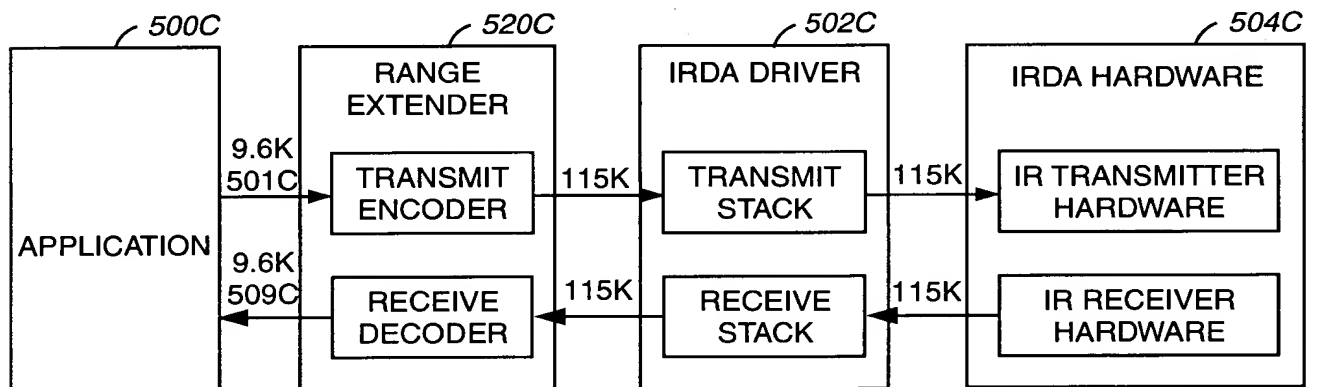 500C
520C
502C
504C
RANGE
EXTENDER
IRDA DRIVER
IRDA HARDWARE
9.6K
501C
TRANSMIT
ENCODER
115K
TRANSMIT
STACK
115K
IR TRANSMITTER
HARDWARE
APPLICATION
9.6K
509C
RECEIVE
DECODER
115K
RECEIVE
STACK
115K
IR RECEIVER
HARDWARE